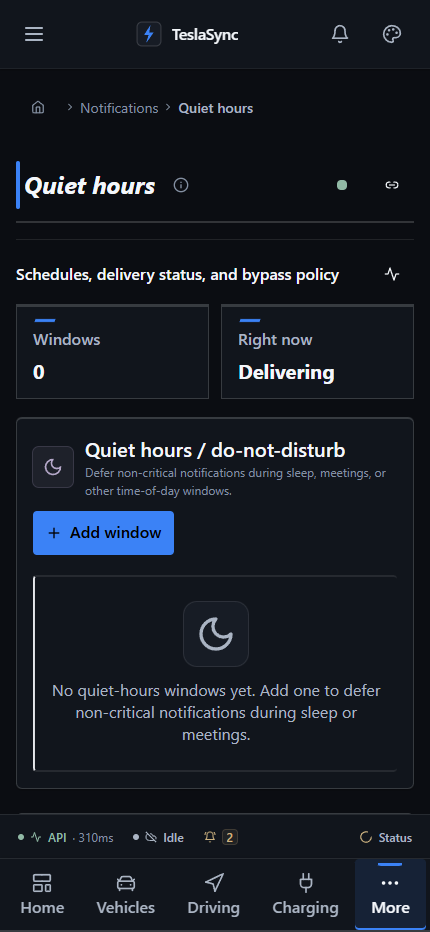 TeslaSync
Notifications
Quiet hours
Quiet hours
Schedules, delivery status, and bypass policy
Windows
0
Right now
Delivering
Quiet hours / do-not-disturb
Defer non-critical notifications during sleep, meetings, or
other time-of-day windows.
+ Add window
No quiet-hours windows yet. Add one to defer
non-critical notifications during sleep or
meetings.
API · 310ms
Idle
2
Status
Home
Vehicles
Driving
Charging
More